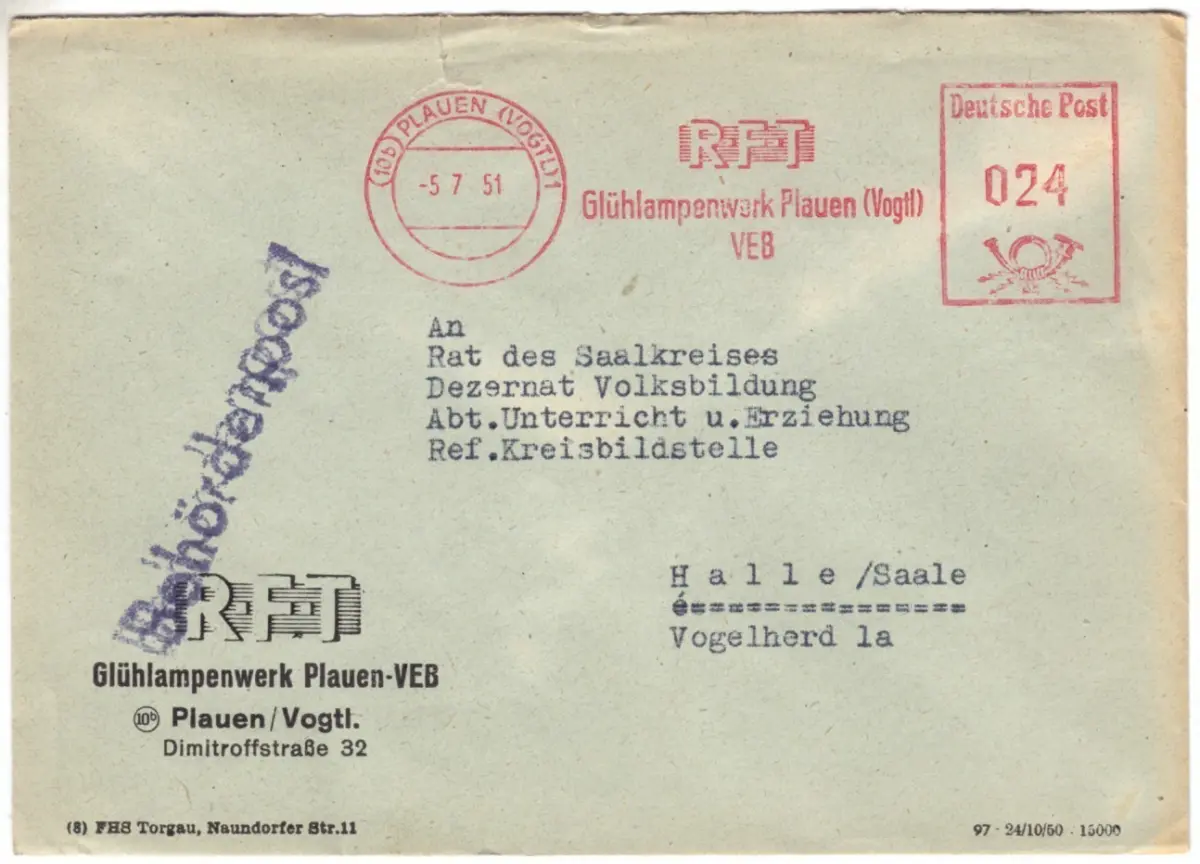 (10b) PLAUEN (VOGTL) 1
-5 7 51
R-F-T
Glühlampenwerk Plauen (Vogtl)
VEB
Deutsche Post
024
Behördenpost
An
Rat des Saalkreises
Dezernat Volksbildung
Abt.Unterricht u.Erziehung
Ref.Kreisbildstelle
H a l l e /Saale
Vogelherd 1a
R-F-T
Glühlampenwerk Plauen-VEB
10b Plauen/Vogtl.
Dimitroffstraße 32
(8) FHS Torgau, Naundorfer Str.11
97 · 24/10/50 · 15000